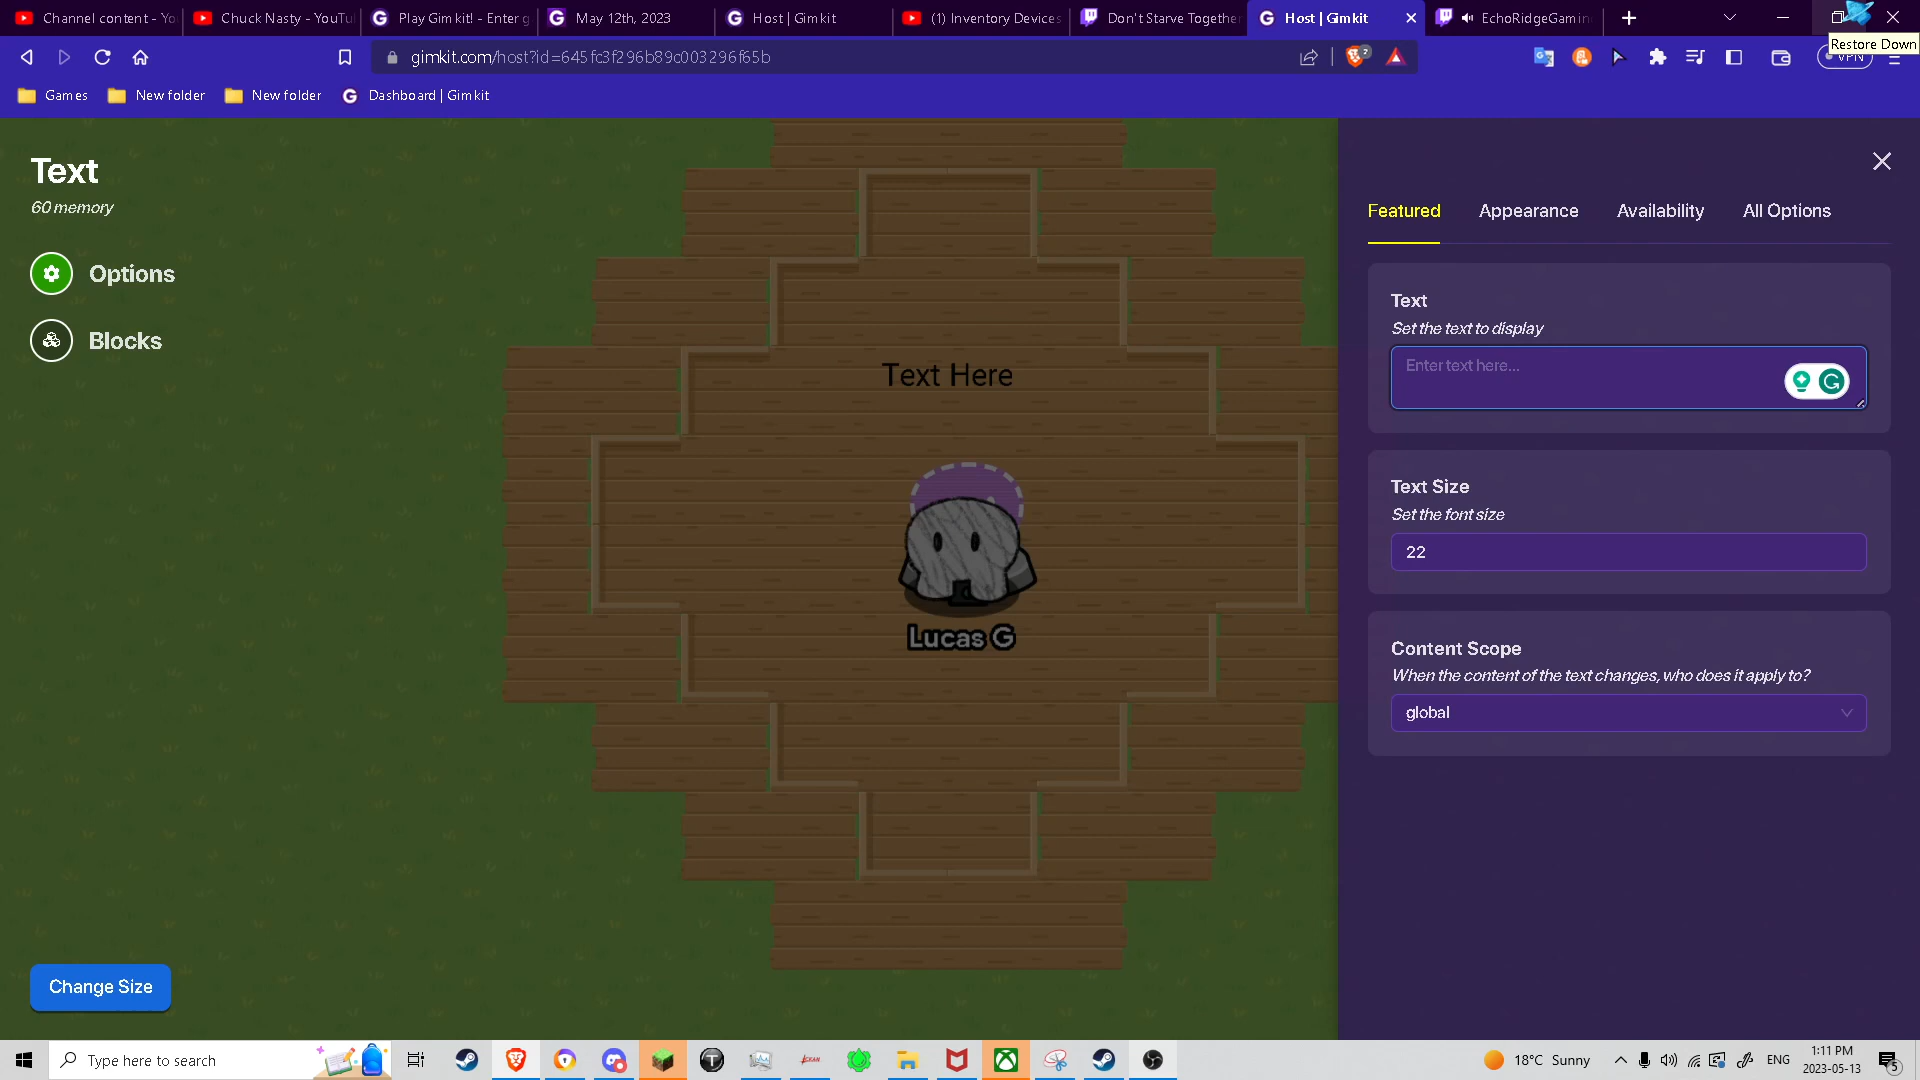 Channel content - Yo
Chuck Nasty - YouTu
Play Gimkit! - Enter g
May 12th, 2023
Host | Gimkit
(1) Inventory Devices
Don't Starve Together
Host | Gimkit
EchoRidgeGamin
Restore Down
gimkit.com/host?id=645fc3f296b89c003296f65b
2
VPN
Games
New folder
New folder
Dashboard | Gimkit
Text
60 memory
Options
Blocks
Text Here
Lucas G
Change Size
Featured
Appearance
Availability
All Options
Text
Set the text to display
Enter text here...
Text Size
Set the font size
22
Content Scope
When the content of the text changes, who does it apply to?
global
Type here to search
18°C Sunny
ENG
1:11 PM
2023-05-13
5